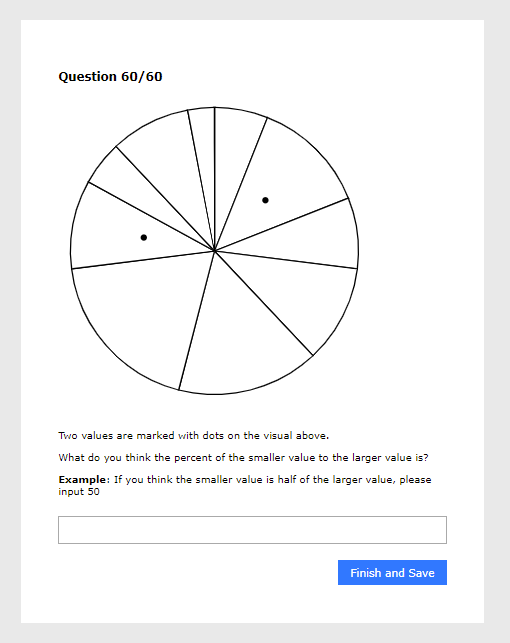 Question 60/60
Two values are marked with dots on the visual above.
What do you think the percent of the smaller value to the larger value is?
Example: If you think the smaller value is half of the larger value, please
input 50
Finish and Save